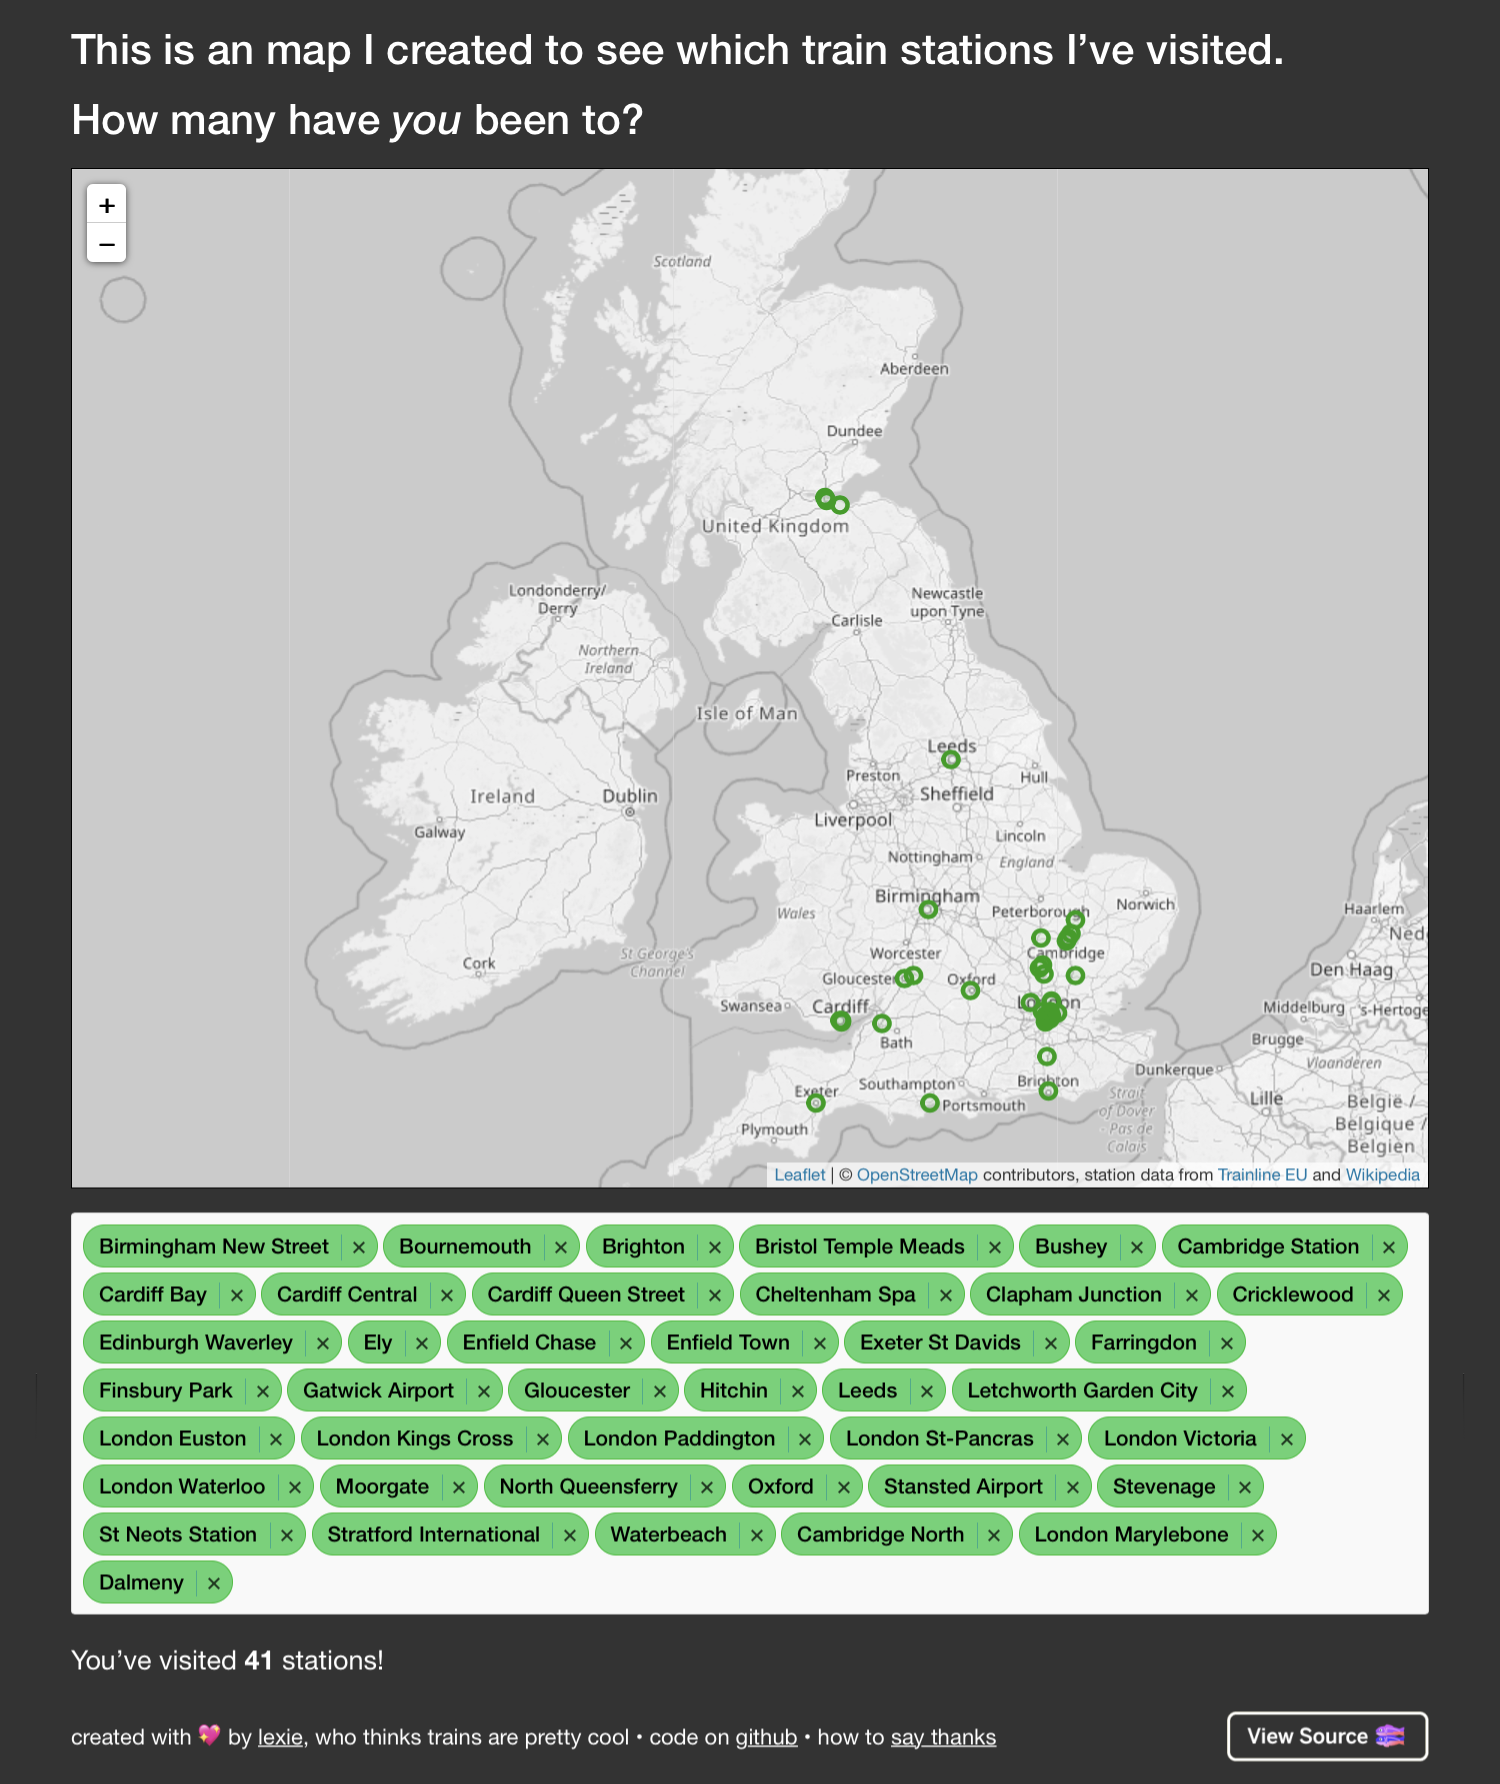 This is an map I created to see which train stations I’ve visited.
How many have you been to?
+
−
Scotland
Aberdeen
Dundee
United Kingdom
Londonderry/
Derry
Newcastle
upon Tyne
Carlisle
Northern
Ireland
Isle of Man
Leeds
Preston
Hull
Ireland
Dublin
Sheffield
Galway
Liverpool
Lincoln
Nottingham
England
Birmingham
Wales
Peterborough
Norwich
Haarlem
Ned
St George's
Channel
Worcester
Cambridge
Cork
Den Haag
Gloucester
Oxford
Swansea
Cardiff
London
Middelburg
's-Hertoge
Bath
Brugge
Vlaanderen
Dunkerque
Exeter
Southampton
Brighton
Lille
Portsmouth
Strait
of Dover
- Pas de
Calais
België /
Belgique /
Belgien
Plymouth
Leaflet | © OpenStreetMap contributors, station data from Trainline EU and Wikipedia
Birmingham New Street × Bournemouth × Brighton × Bristol Temple Meads × Bushey × Cambridge Station ×
Cardiff Bay × Cardiff Central × Cardiff Queen Street × Cheltenham Spa × Clapham Junction × Cricklewood ×
Edinburgh Waverley × Ely × Enfield Chase × Enfield Town × Exeter St Davids × Farringdon ×
Finsbury Park × Gatwick Airport × Gloucester × Hitchin × Leeds × Letchworth Garden City ×
London Euston × London Kings Cross × London Paddington × London St-Pancras × London Victoria ×
London Waterloo × Moorgate × North Queensferry × Oxford × Stansted Airport × Stevenage ×
St Neots Station × Stratford International × Waterbeach × Cambridge North × London Marylebone ×
Dalmeny ×
You’ve visited 41 stations!
created with 💖 by lexie, who thinks trains are pretty cool • code on github • how to say thanks
View Source